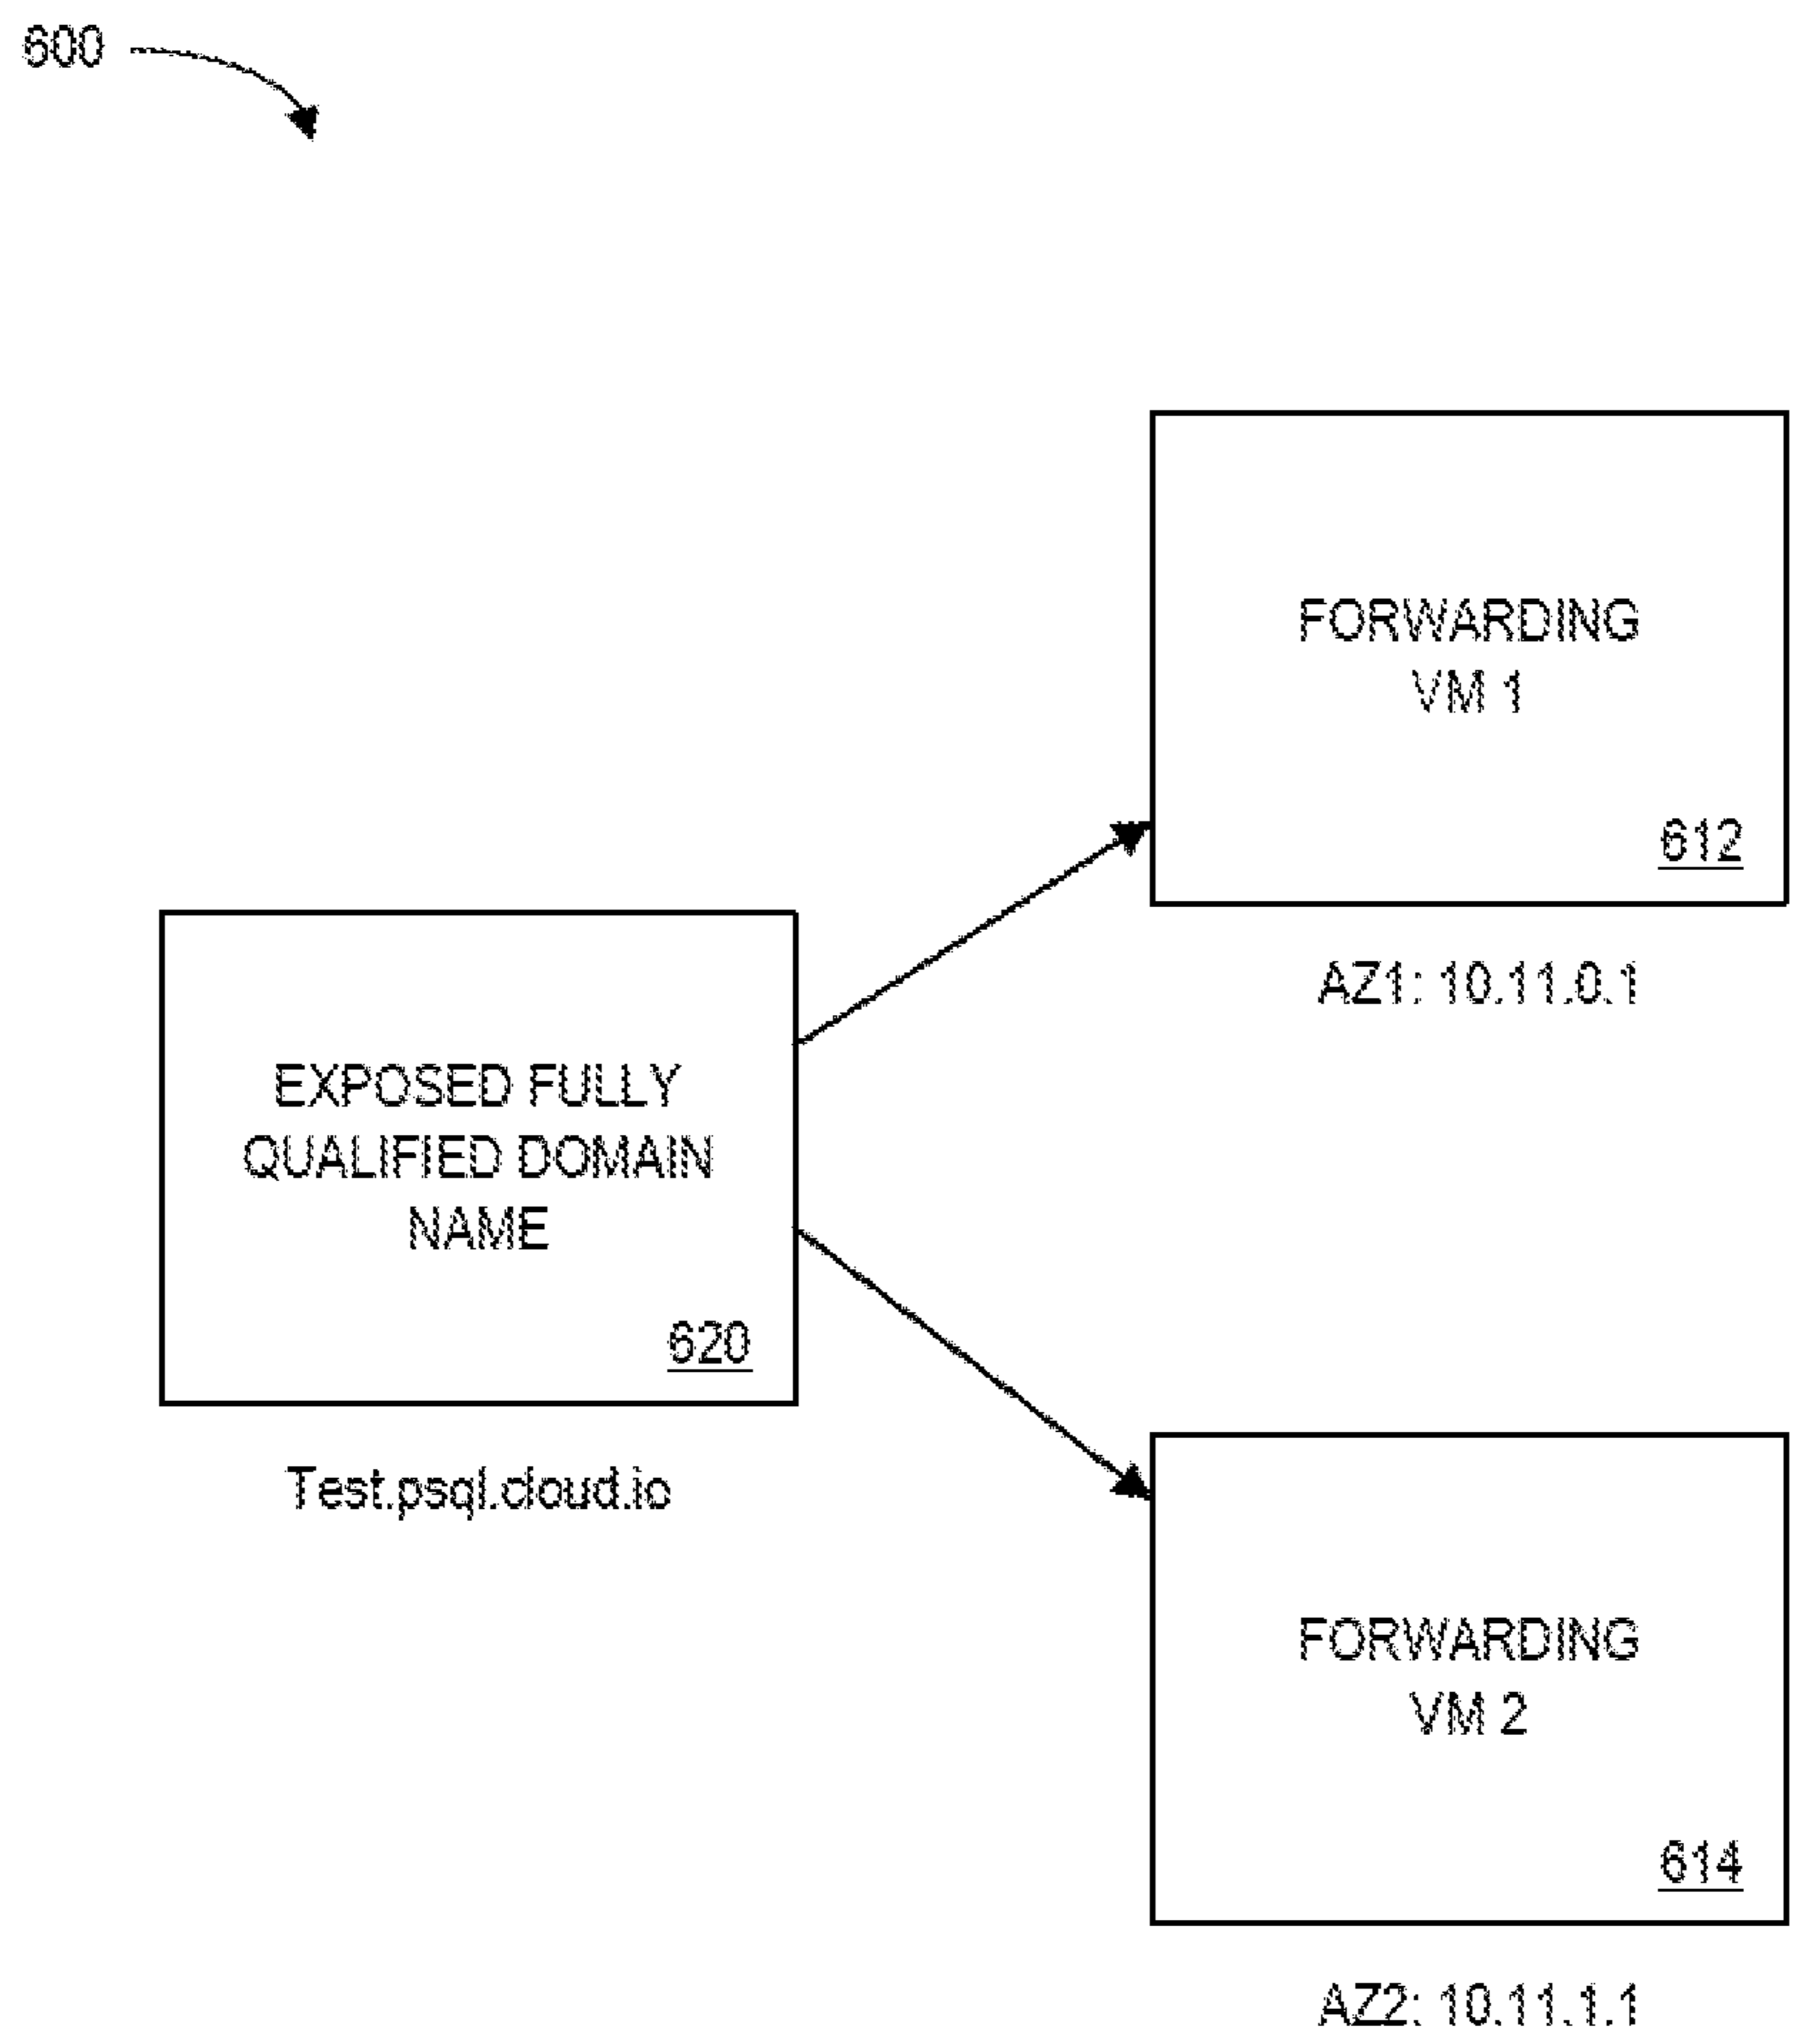 600
FORWARDING
VM 1
612
AZ1: 10.11.0.1
EXPOSED FULLY
QUALIFIED DOMAIN
NAME
620
Test.psql.cloud.io
FORWARDING
VM 2
614
AZ2: 10.11.1.1